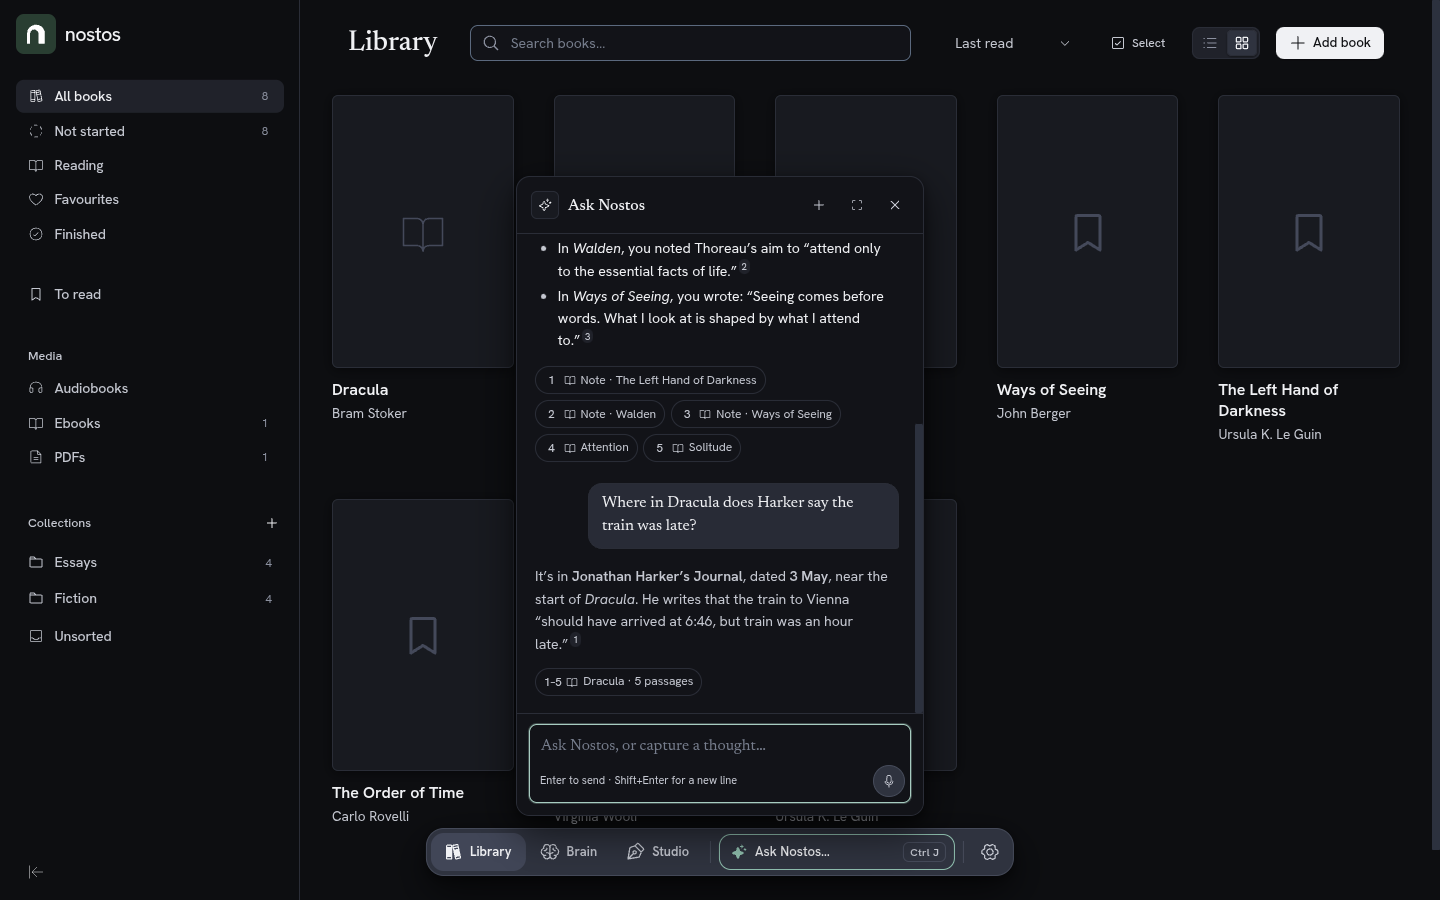 nostos
Library
Search books...
Last read
Select
Add book
All books 8
Not started 8
Reading
Favourites
Finished
To read
Media
Audiobooks
Ebooks 1
PDFs 1
Collections
Essays 4
Fiction 4
Unsorted
Dracula
Bram Stoker
Ways of Seeing
John Berger
The Left Hand of
Darkness
Ursula K. Le Guin
The Order of Time
Carlo Rovelli
Virginia Woolf
Ursula K. Le Guin
Ask Nostos
In Walden, you noted Thoreau’s aim to “attend only
to the essential facts of life.” 2
In Ways of Seeing, you wrote: “Seeing comes before
words. What I look at is shaped by what I attend
to.” 3
1 Note · The Left Hand of Darkness
2 Note · Walden 3 Note · Ways of Seeing
4 Attention 5 Solitude
Where in Dracula does Harker say the
train was late?
It’s in Jonathan Harker’s Journal, dated 3 May, near the
start of Dracula. He writes that the train to Vienna
“should have arrived at 6:46, but train was an hour
late.” 1
1–5 Dracula · 5 passages
Ask Nostos, or capture a thought...
Enter to send · Shift+Enter for a new line
Library
Brain
Studio
Ask Nostos... Ctrl J